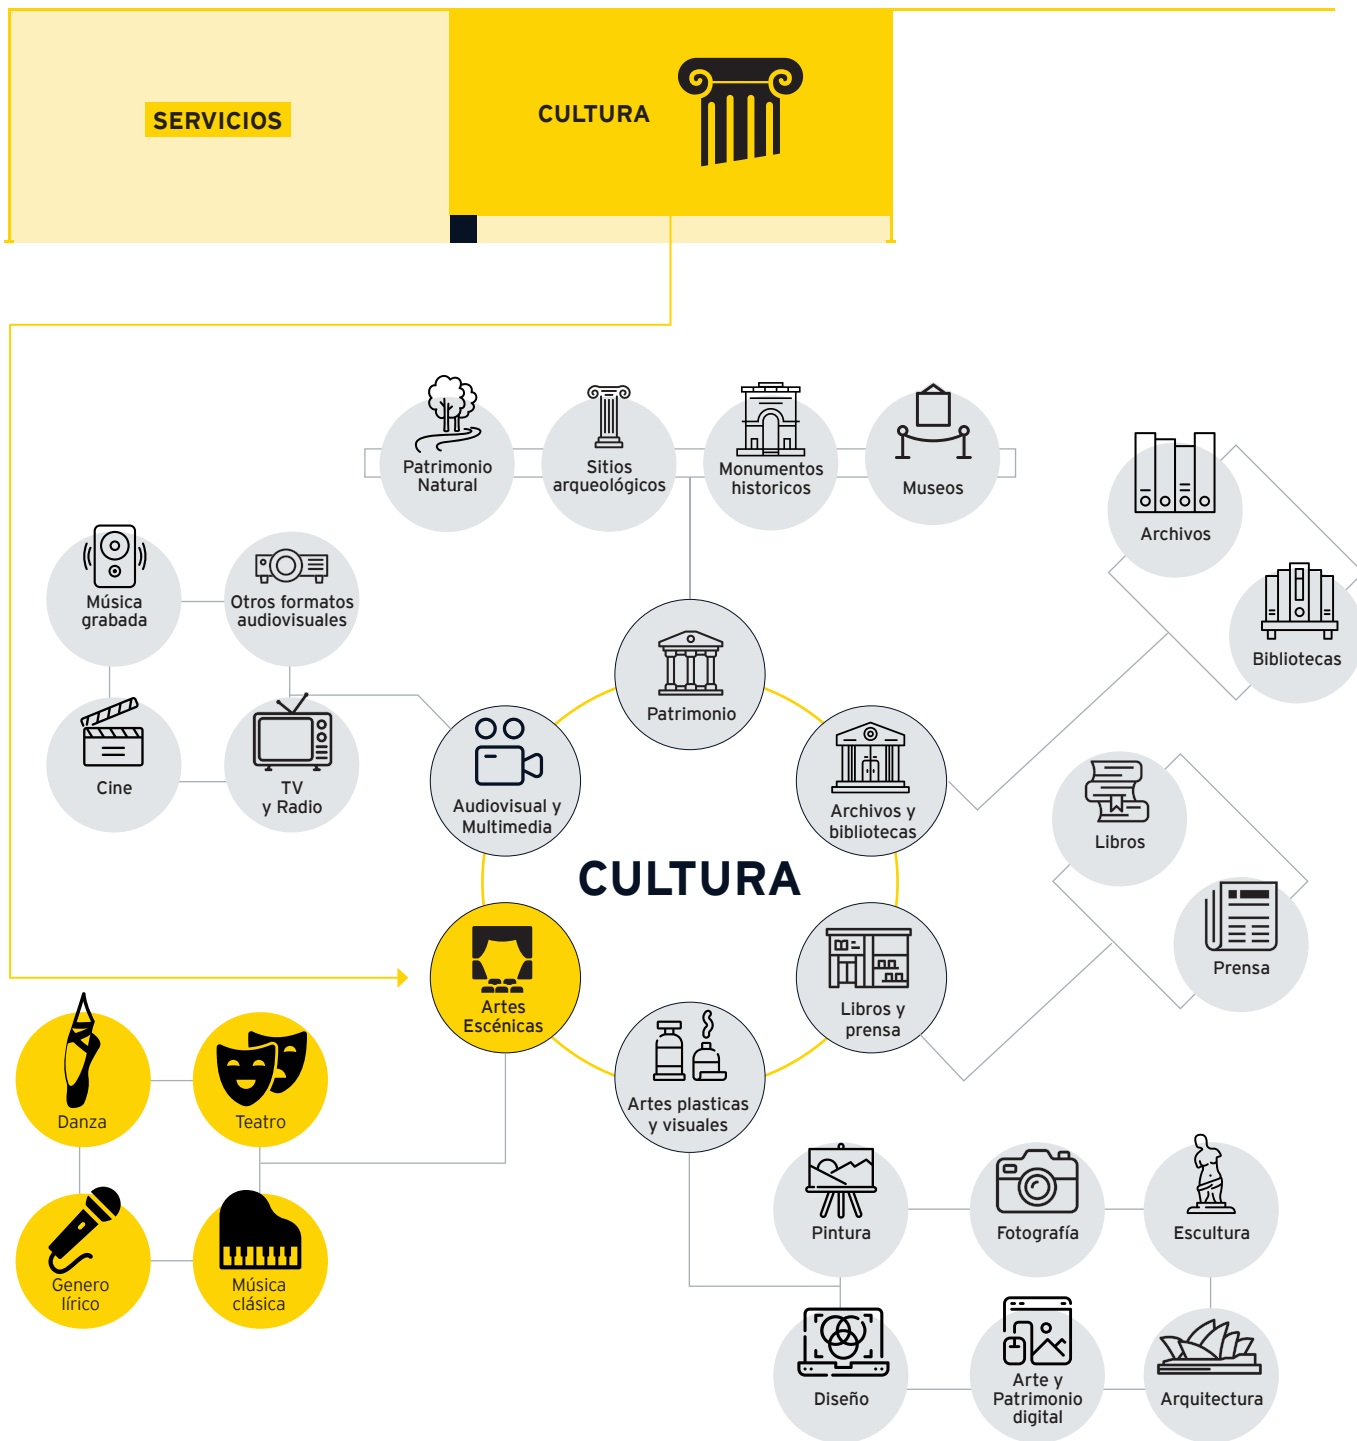 SERVICIOS
CULTURA
Patrimonio
Natural
Sitios
arqueológicos
Monumentos
historicos
Museos
Archivos
Bibliotecas
Música
grabada
Otros formatos
audiovisuales
Cine
TV
y Radio
Patrimonio
Audiovisual y
Multimedia
Archivos y
bibliotecas
CULTURA
Libros
Prensa
Artes
Escénicas
Libros y
prensa
Artes plasticas
y visuales
Danza
Teatro
Genero
lírico
Música
clásica
Pintura
Fotografía
Escultura
Diseño
Arte y
Patrimonio
digital
Arquitectura